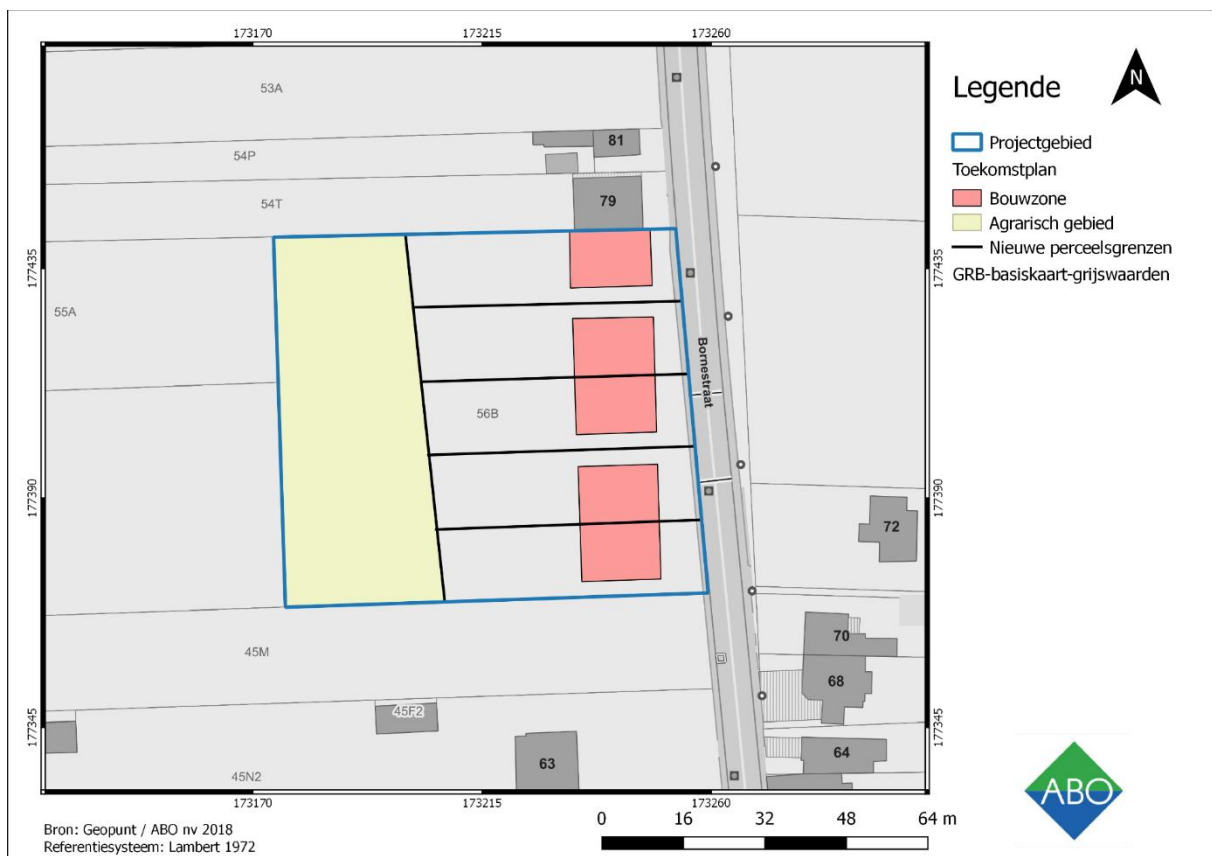 173170 173215 173260
53A
81
54P
79
54T
177435 177435
55A
Bornestraat
56B
177390 177390
72
70
45M
68
45F2
177345 177345
64
63
45N2
173170 173215 173260
Legende
N
Projectgebied
Toekomstplan
Bouwzone
Agrarisch gebied
Nieuwe perceelsgrenzen
GRB-basiskaart-grijswaarden
ABO
0 16 32 48 64 m
Bron: Geopunt / ABO nv 2018
Referentiesysteem: Lambert 1972